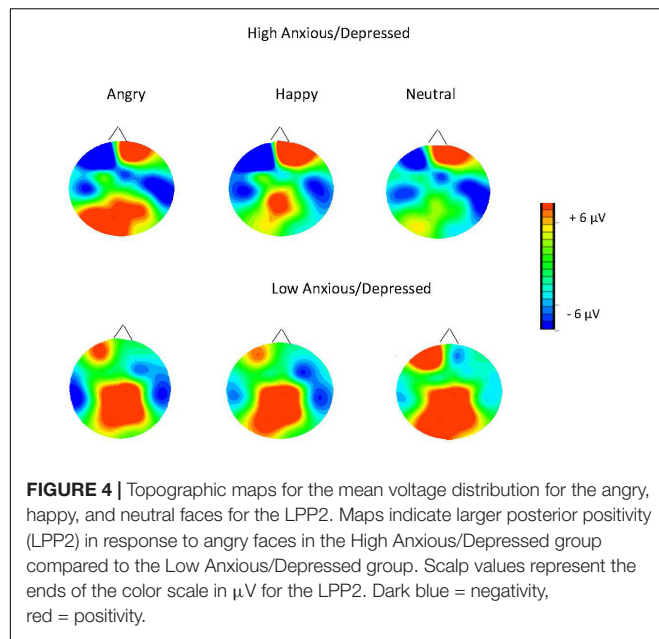 High Anxious/Depressed
Angry Happy Neutral
+ 6 µV
- 6 µV
Low Anxious/Depressed
FIGURE 4 | Topographic maps for the mean voltage distribution for the angry,
happy, and neutral faces for the LPP2. Maps indicate larger posterior positivity
(LPP2) in response to angry faces in the High Anxious/Depressed group
compared to the Low Anxious/Depressed group. Scalp values represent the
ends of the color scale in µV for the LPP2. Dark blue = negativity,
red = positivity.